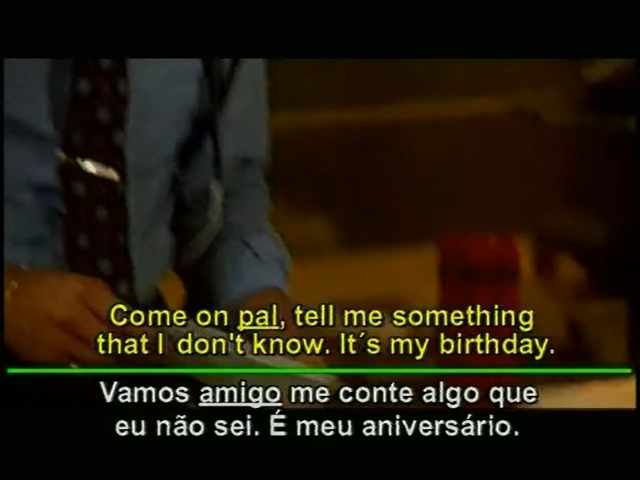 Come on pal, tell me something
that I don't know. It´s my birthday.
Vamos amigo me conte algo que
eu não sei. É meu aniversário.